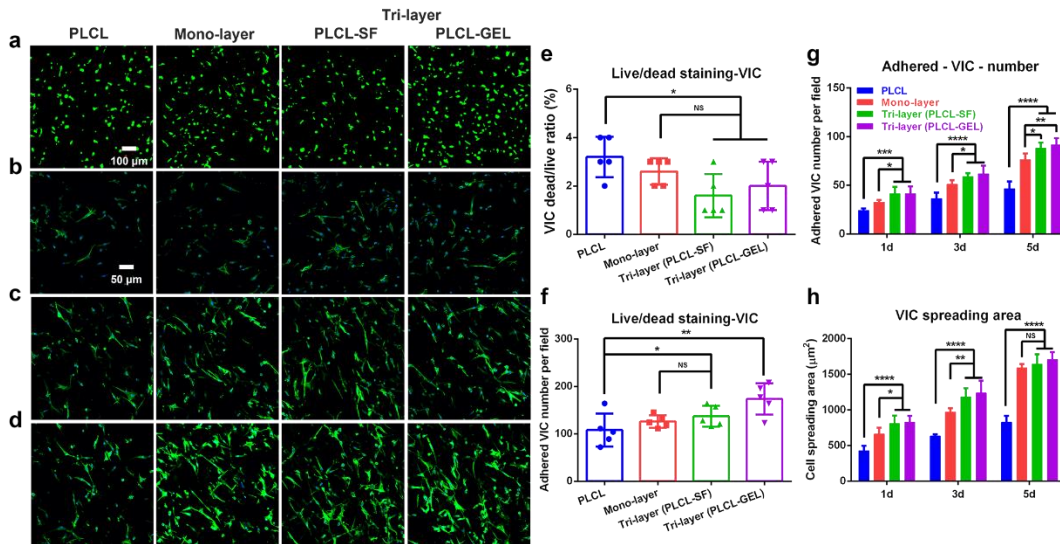 Tri-layer
PLCL Mono-layer PLCL-SF PLCL-GEL
a
100 µm
b
50 µm
c
d
e
Live/dead staining-VIC
VIC dead/live ratio (%)
6
4
2
0
*
NS
PLCL
Mono-layer
Tri-layer (PLCL-SF)
Tri-layer (PLCL-GEL)
f
Live/dead staining-VIC
Adhered VIC number per field
300
200
100
0
**
*
NS
PLCL
Mono-layer
Tri-layer (PLCL-SF)
Tri-layer (PLCL-GEL)
g
Adhered - VIC - number
Adhered VIC number per field
150
100
50
0
PLCL
Mono-layer
Tri-layer (PLCL-SF)
Tri-layer (PLCL-GEL)
***
*
****
*
****
**
*
1d 3d 5d
h
VIC spreading area
Cell spreading area (µm²)
2500
2000
1500
1000
500
0
****
*
****
**
****
NS
1d 3d 5d